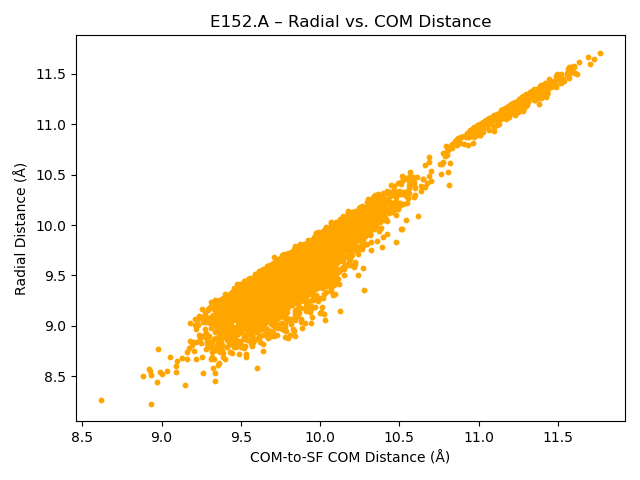 E152.A – Radial vs. COM Distance
Radial Distance (Å)
11.5
11.0
10.5
10.0
9.5
9.0
8.5
8.5 9.0 9.5 10.0 10.5 11.0 11.5
COM-to-SF COM Distance (Å)